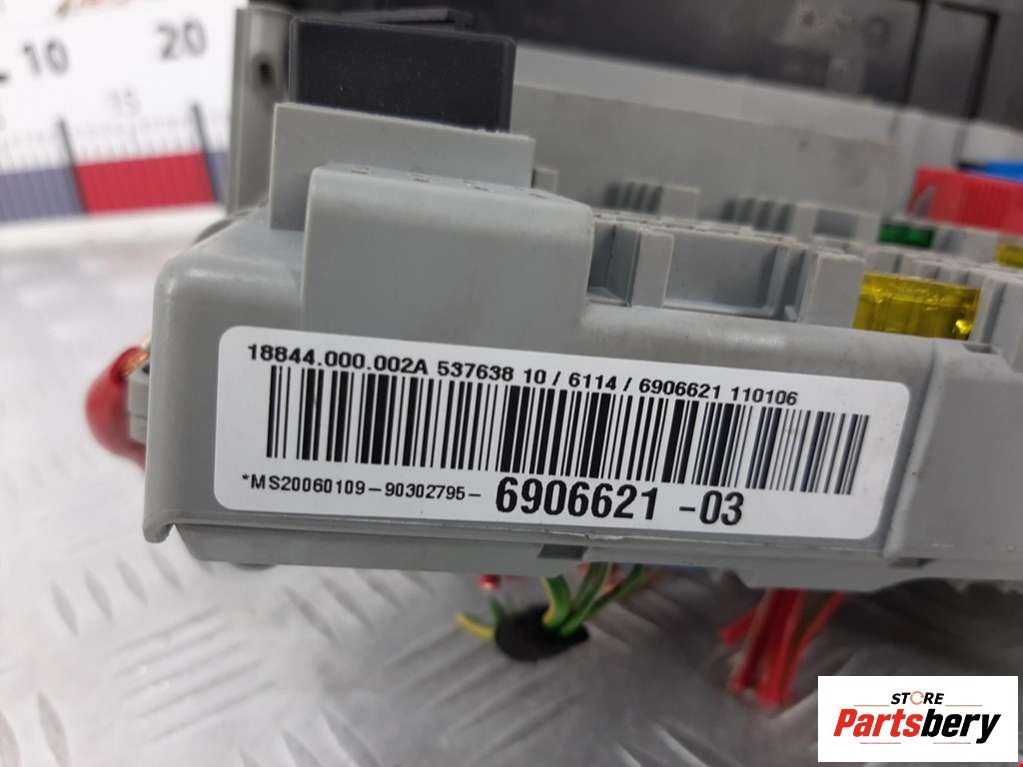 10 20
15
18844.000.002A 537638 10 / 6114 / 6906621 110106
*MS20060109-90302795- 6906621 -03
STORE
Partsbery